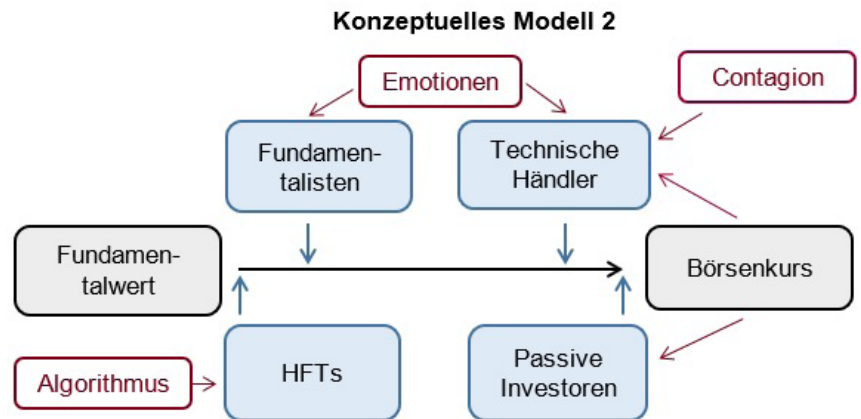 Konzeptuelles Modell 2
Emotionen
Contagion
Fundamen-
talisten
Technische
Händler
Fundamen-
talwert
Börsenkurs
Algorithmus
HFTs
Passive
Investoren